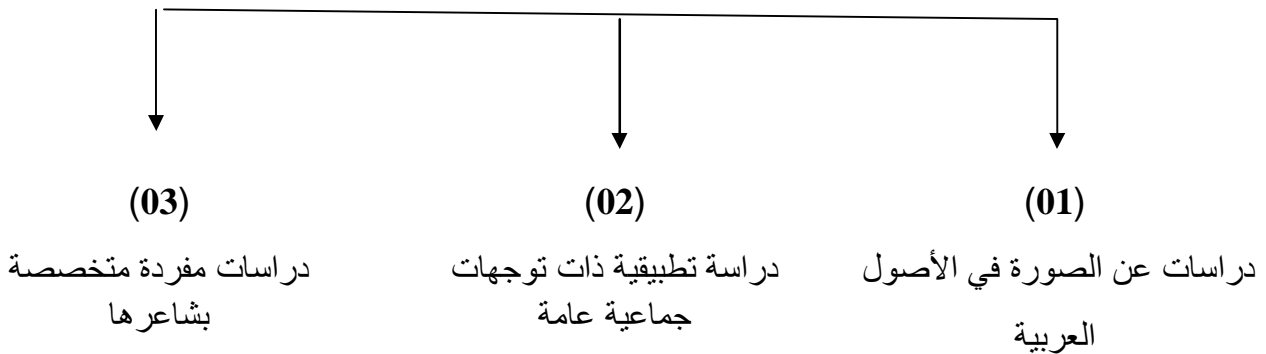 (01)
دراسات عن الصورة في الأصول
العربية
(02)
دراسة تطبيقية ذات توجهات
جماعية عامة
(03)
دراسات مفردة متخصصة
بشاعرها